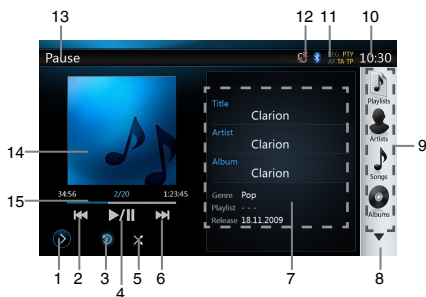 13
12
11
10
Pause
REG PTY
AF TA TP
10:30
Playlists
Title
Clarion
Artists
Artist
Clarion
9
14
Songs
Album
Clarion
34:56 2/20 1:23:45
Genre Pop
Albums
15
Playlist - - -
Release 18.11.2009
1 2 3 4 5 6 7 8